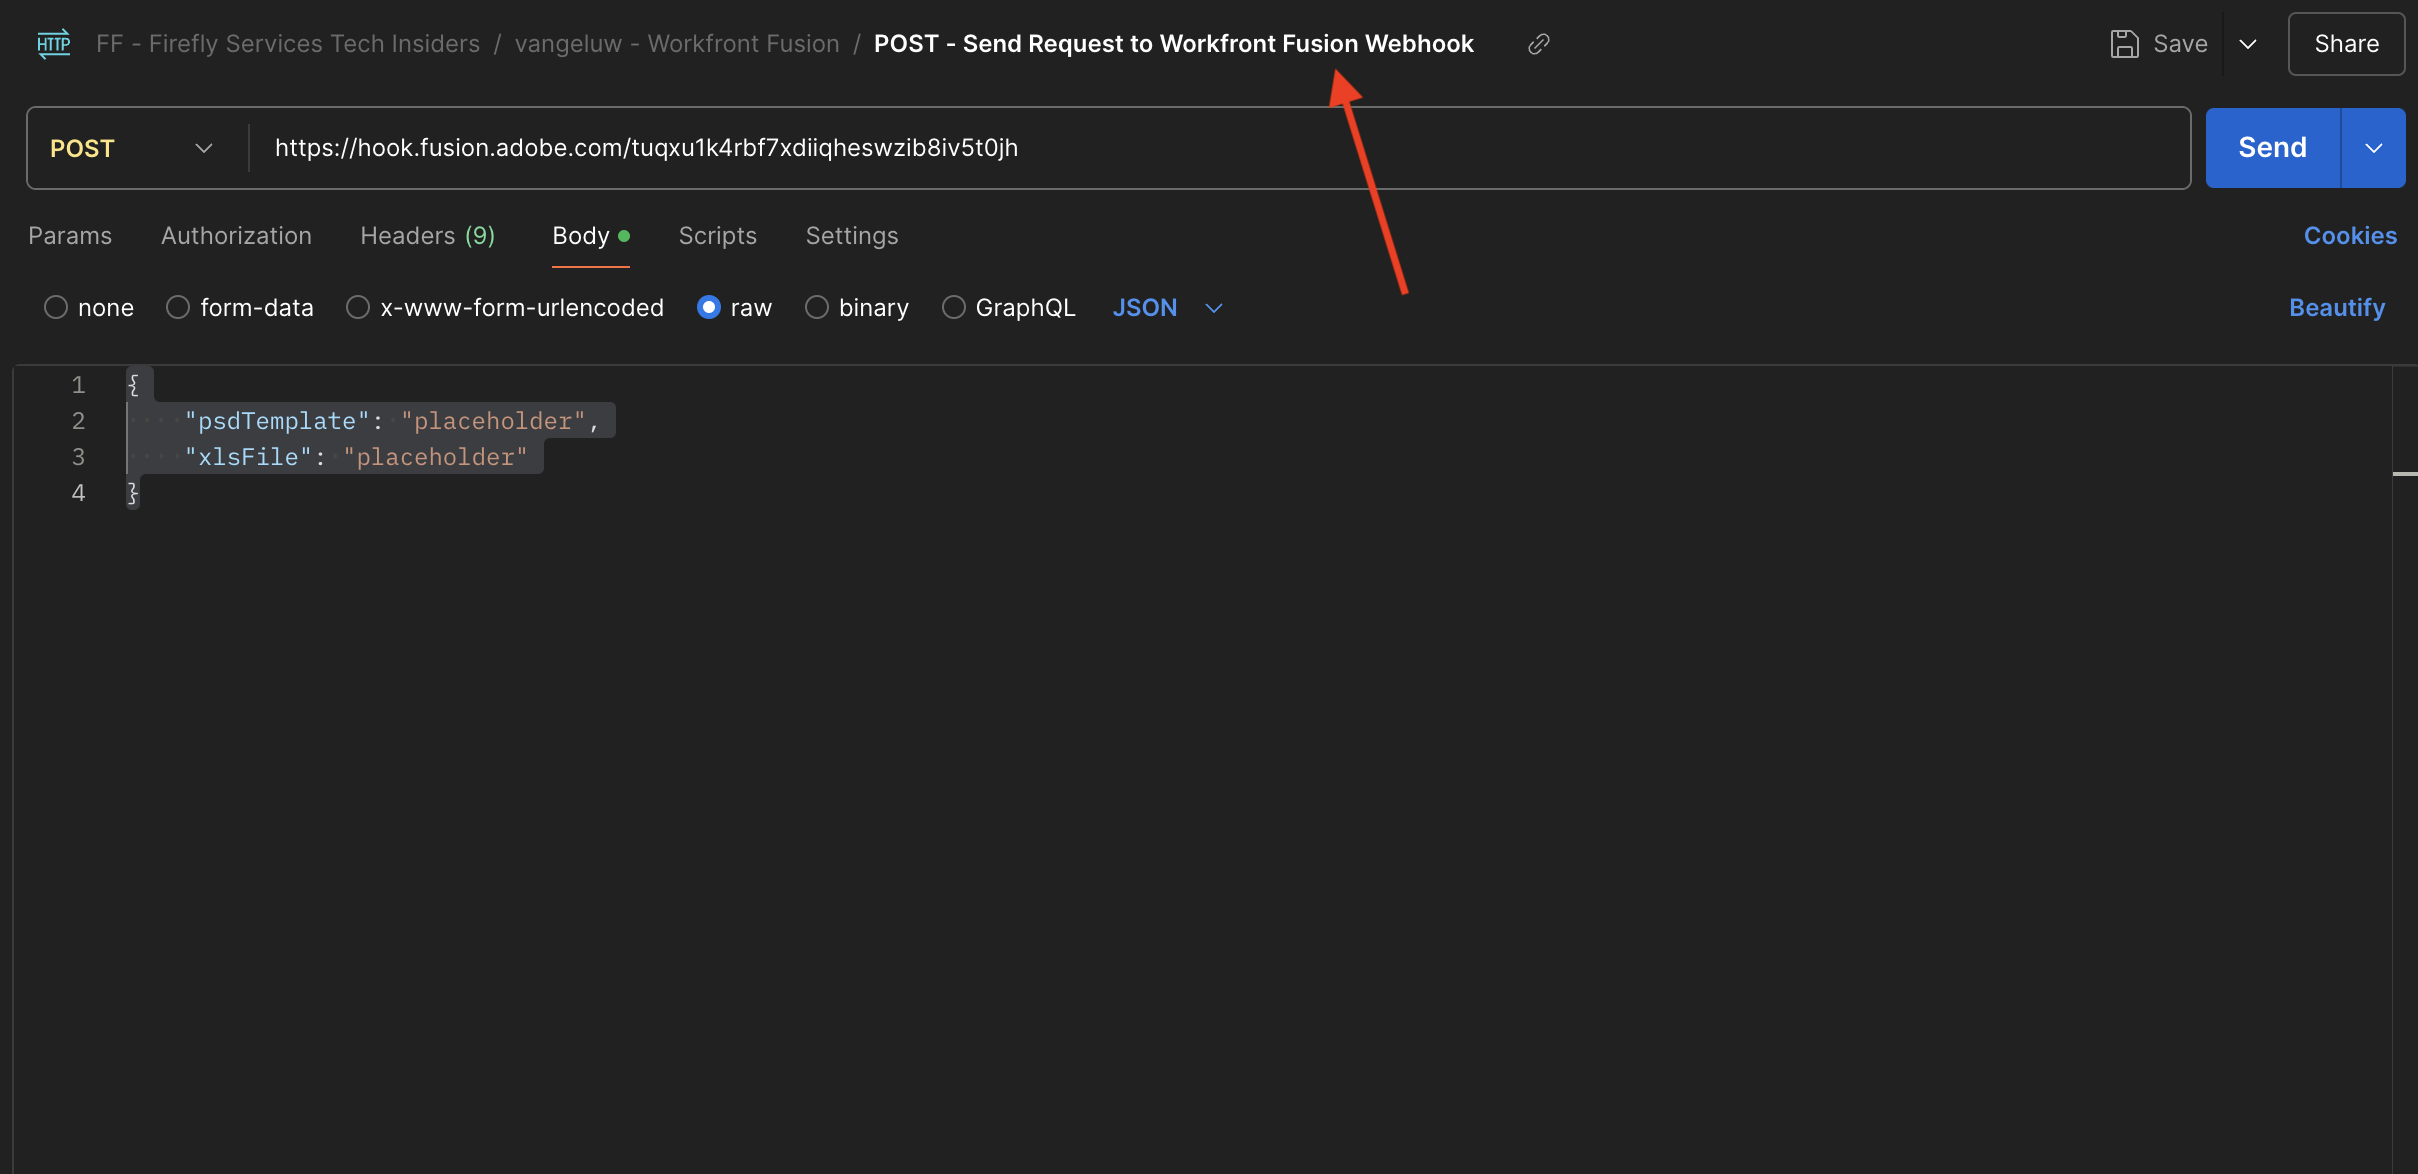 HTTP FF - Firefly Services Tech Insiders / vangeluw - Workfront Fusion / POST - Send Request to Workfront Fusion Webhook Save Share
POST https://hook.fusion.adobe.com/tuqxu1k4rbf7xdiiqheswzib8iv5t0jh Send
Params Authorization Headers (9) Body Scripts Settings Cookies
none form-data x-www-form-urlencoded raw binary GraphQL JSON Beautify
1 {
2 "psdTemplate": "placeholder",
3 "xlsFile": "placeholder"
4 }